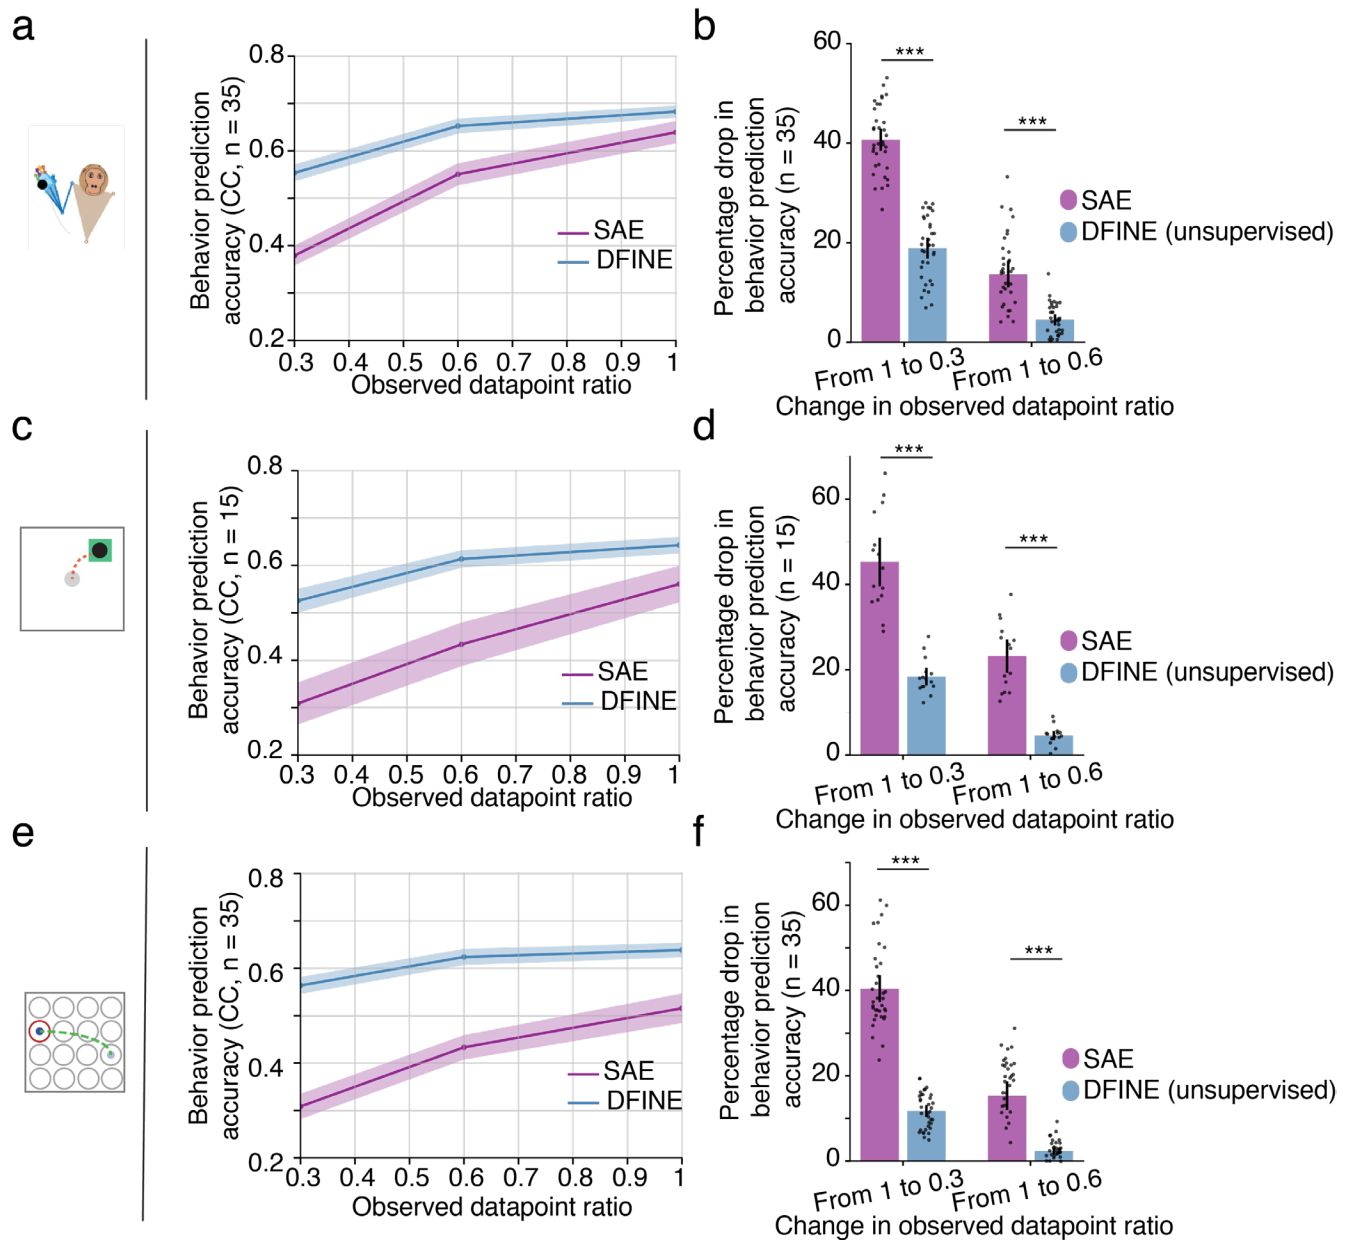 a
Behavior prediction
accuracy (CC, n = 35)
0.8
0.6
0.4
0.2
SAE
DFINE
0.3 0.4 0.5 0.6 0.7 0.8 0.9 1
Observed datapoint ratio
b
Percentage drop in
behavior prediction
accuracy (n = 35)
60
40
20
0
***
***
SAE
DFINE (unsupervised)
From 1 to 0.3
From 1 to 0.6
Change in observed datapoint ratio
c
Behavior prediction
accuracy (CC, n = 15)
0.8
0.6
0.4
0.2
SAE
DFINE
0.3 0.4 0.5 0.6 0.7 0.8 0.9 1
Observed datapoint ratio
d
Percentage drop in
behavior prediction
accuracy (n = 15)
60
40
20
0
***
***
SAE
DFINE (unsupervised)
From 1 to 0.3
From 1 to 0.6
Change in observed datapoint ratio
e
Behavior prediction
accuracy (CC, n = 35)
0.8
0.6
0.4
0.2
SAE
DFINE
0.3 0.4 0.5 0.6 0.7 0.8 0.9 1
Observed datapoint ratio
f
Percentage drop in
behavior prediction
accuracy (n = 35)
60
40
20
0
***
***
SAE
DFINE (unsupervised)
From 1 to 0.3
From 1 to 0.6
Change in observed datapoint ratio